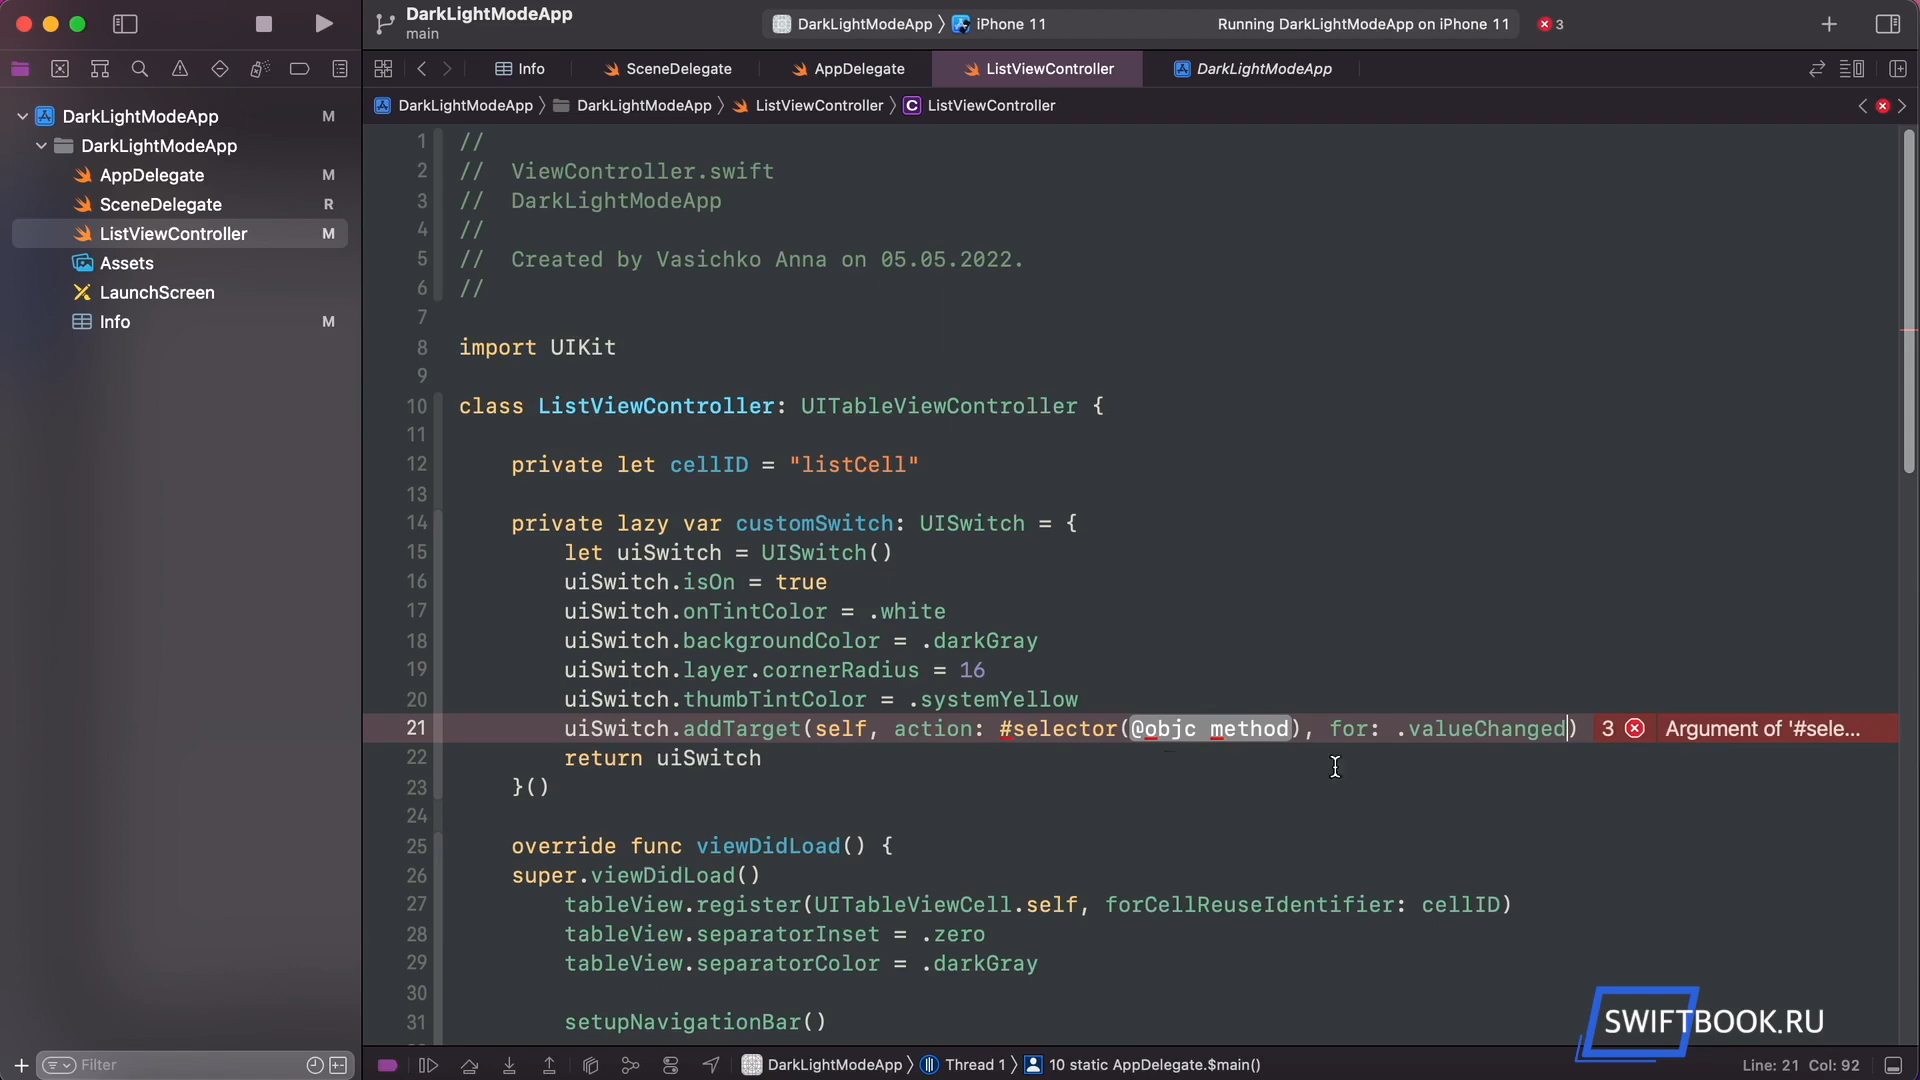 DarkLightModeApp
main
DarkLightModeApp 〉 iPhone 11
Running DarkLightModeApp on iPhone 11
3
Info
SceneDelegate
AppDelegate
ListViewController
DarkLightModeApp
DarkLightModeApp 〉 DarkLightModeApp 〉 ListViewController 〉 C ListViewController
DarkLightModeApp M
DarkLightModeApp
AppDelegate M
SceneDelegate R
ListViewController M
Assets
LaunchScreen
Info M
1 //
2 //  ViewController.swift
3 //  DarkLightModeApp
4 //
5 //  Created by Vasichko Anna on 05.05.2022.
6 //
7
8 import UIKit
9
10 class ListViewController: UITableViewController {
11
12     private let cellID = "listCell"
13
14     private lazy var customSwitch: UISwitch = {
15         let uiSwitch = UISwitch()
16         uiSwitch.isOn = true
17         uiSwitch.onTintColor = .white
18         uiSwitch.backgroundColor = .darkGray
19         uiSwitch.layer.cornerRadius = 16
20         uiSwitch.thumbTintColor = .systemYellow
21         uiSwitch.addTarget(self, action: #selector(@objc method), for: .valueChanged) 3 Argument of '#sele...
22         return uiSwitch
23     }()
24
25     override func viewDidLoad() {
26     super.viewDidLoad()
27         tableView.register(UITableViewCell.self, forCellReuseIdentifier: cellID)
28         tableView.separatorInset = .zero
29         tableView.separatorColor = .darkGray
30
31         setupNavigationBar()
SWIFTBOOK.RU
Filter
DarkLightModeApp 〉 Thread 1 〉 10 static AppDelegate.$main()
Line: 21 Col: 92